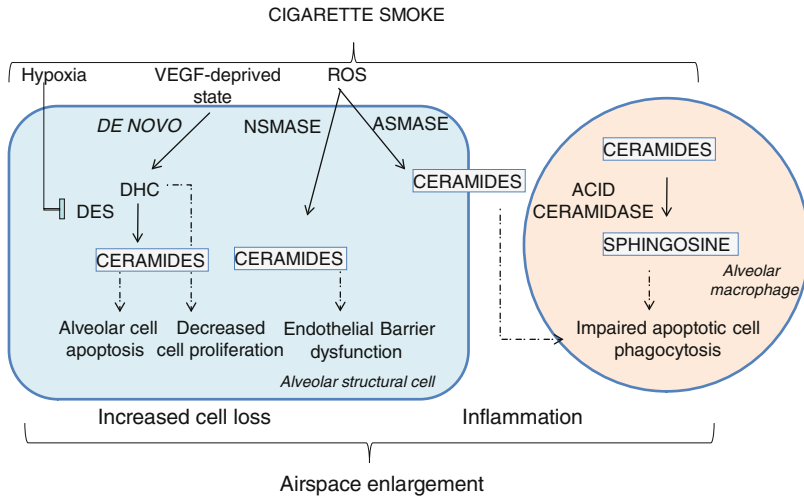 CIGARETTE SMOKE
Hypoxia
VEGF-deprived
state
ROS
DE NOVO
NSMASE
ASMASE
DHC
DES
CERAMIDES
CERAMIDES
CERAMIDES
Alveolar cell
apoptosis
Decreased
cell proliferation
Endothelial Barrier
dysfunction
Alveolar structural cell
CERAMIDES
ACID
CERAMIDASE
SPHINGOSINE
Alveolar
macrophage
Impaired apoptotic cell
phagocytosis
Increased cell loss
Inflammation
Airspace enlargement